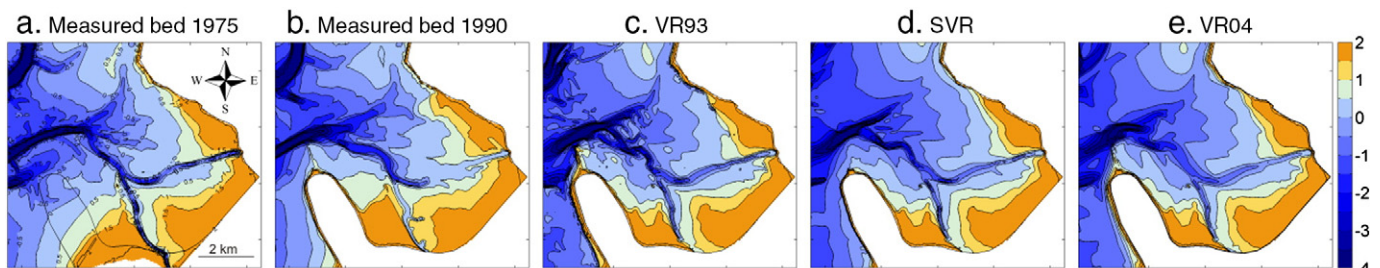 a. Measured bed 1975
b. Measured bed 1990
c. VR93
d. SVR
e. VR04
N
W E
S
2 km
2
1
0
-1
-2
-3
-4